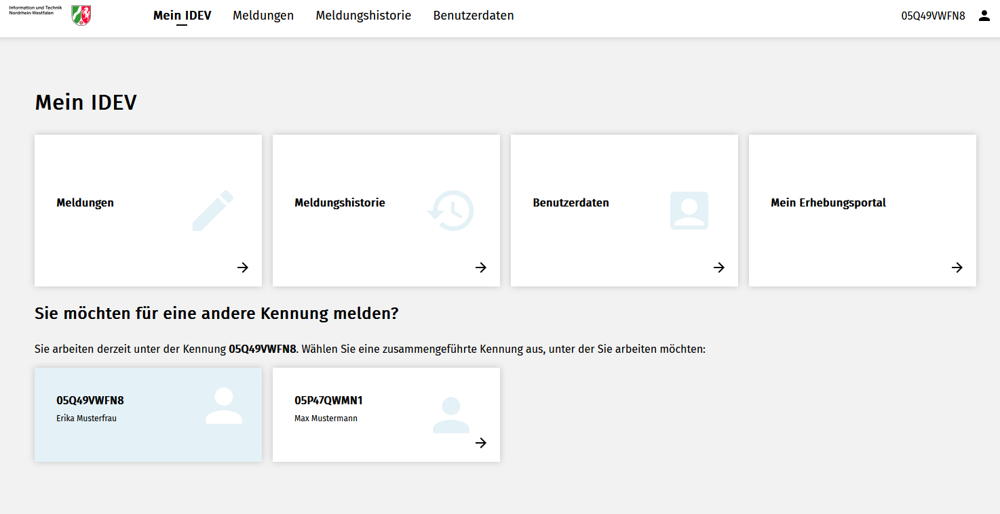 Information und Technik
Nordrhein-Westfalen
Mein IDEV Meldungen Meldungshistorie Benutzerdaten 05Q49VWFN8
Mein IDEV
Meldungen Meldungshistorie Benutzerdaten Mein Erhebungsportal
Sie möchten für eine andere Kennung melden?
Sie arbeiten derzeit unter der Kennung 05Q49VWFN8. Wählen Sie eine zusammengeführte Kennung aus, unter der Sie arbeiten möchten:
05Q49VWFN8
Erika Musterfrau
05P47QWMN1
Max Mustermann